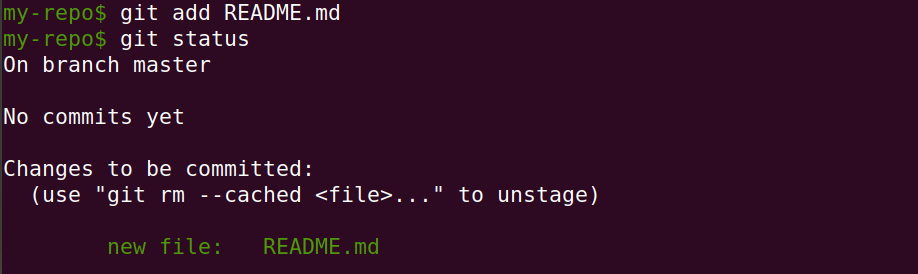 my-repo$ git add README.md
my-repo$ git status
On branch master
No commits yet
Changes to be committed:
  (use "git rm --cached <file>..." to unstage)
        new file:   README.md